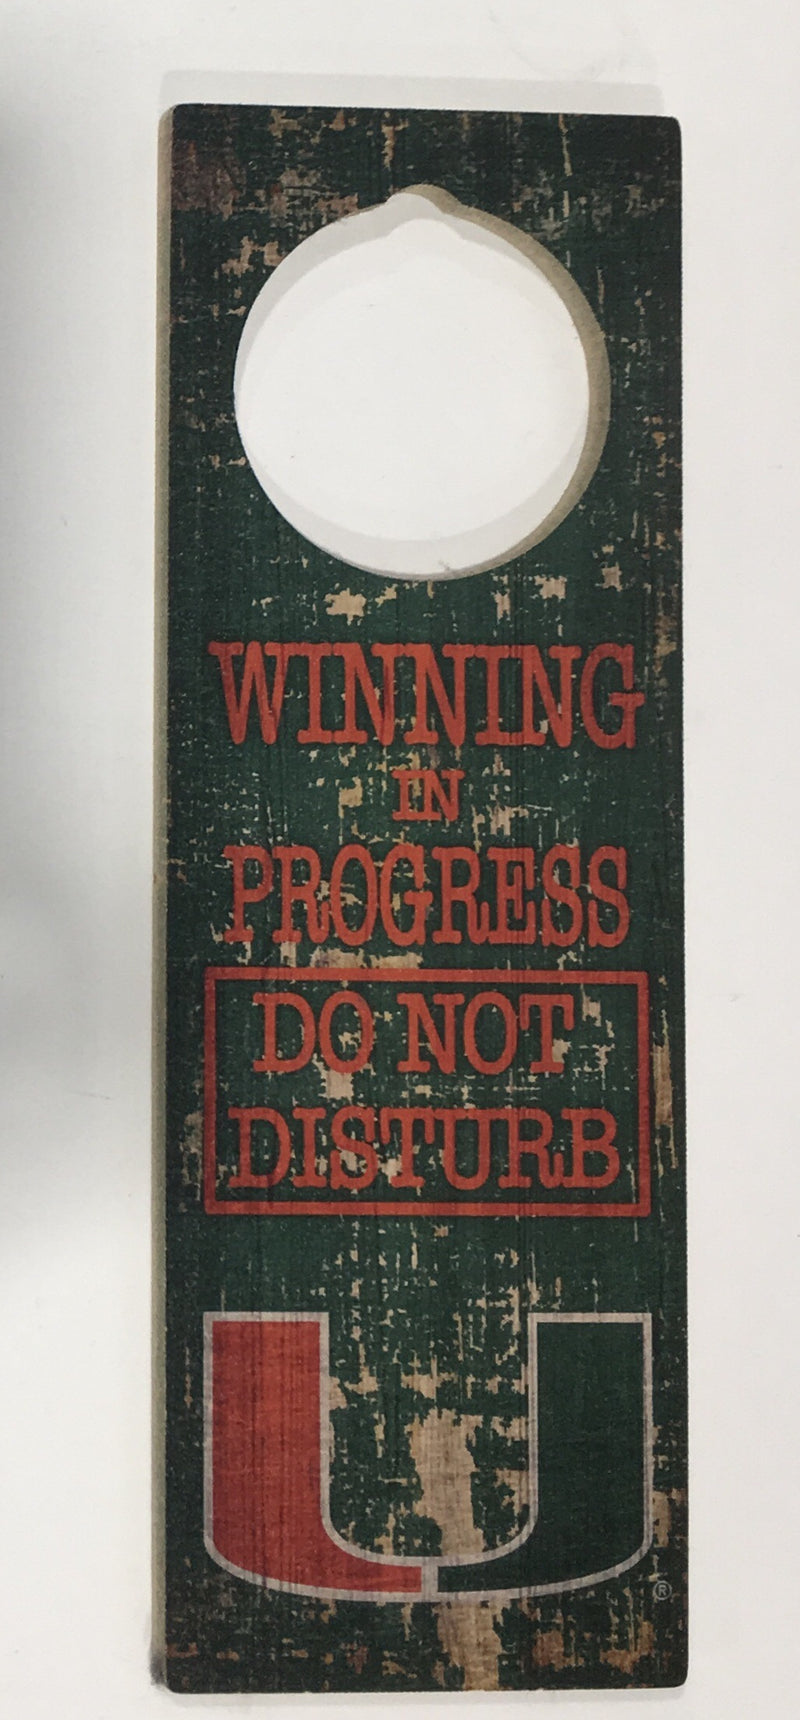 WINNING
IN
PROGRESS
DO NOT
DISTURB
U
®